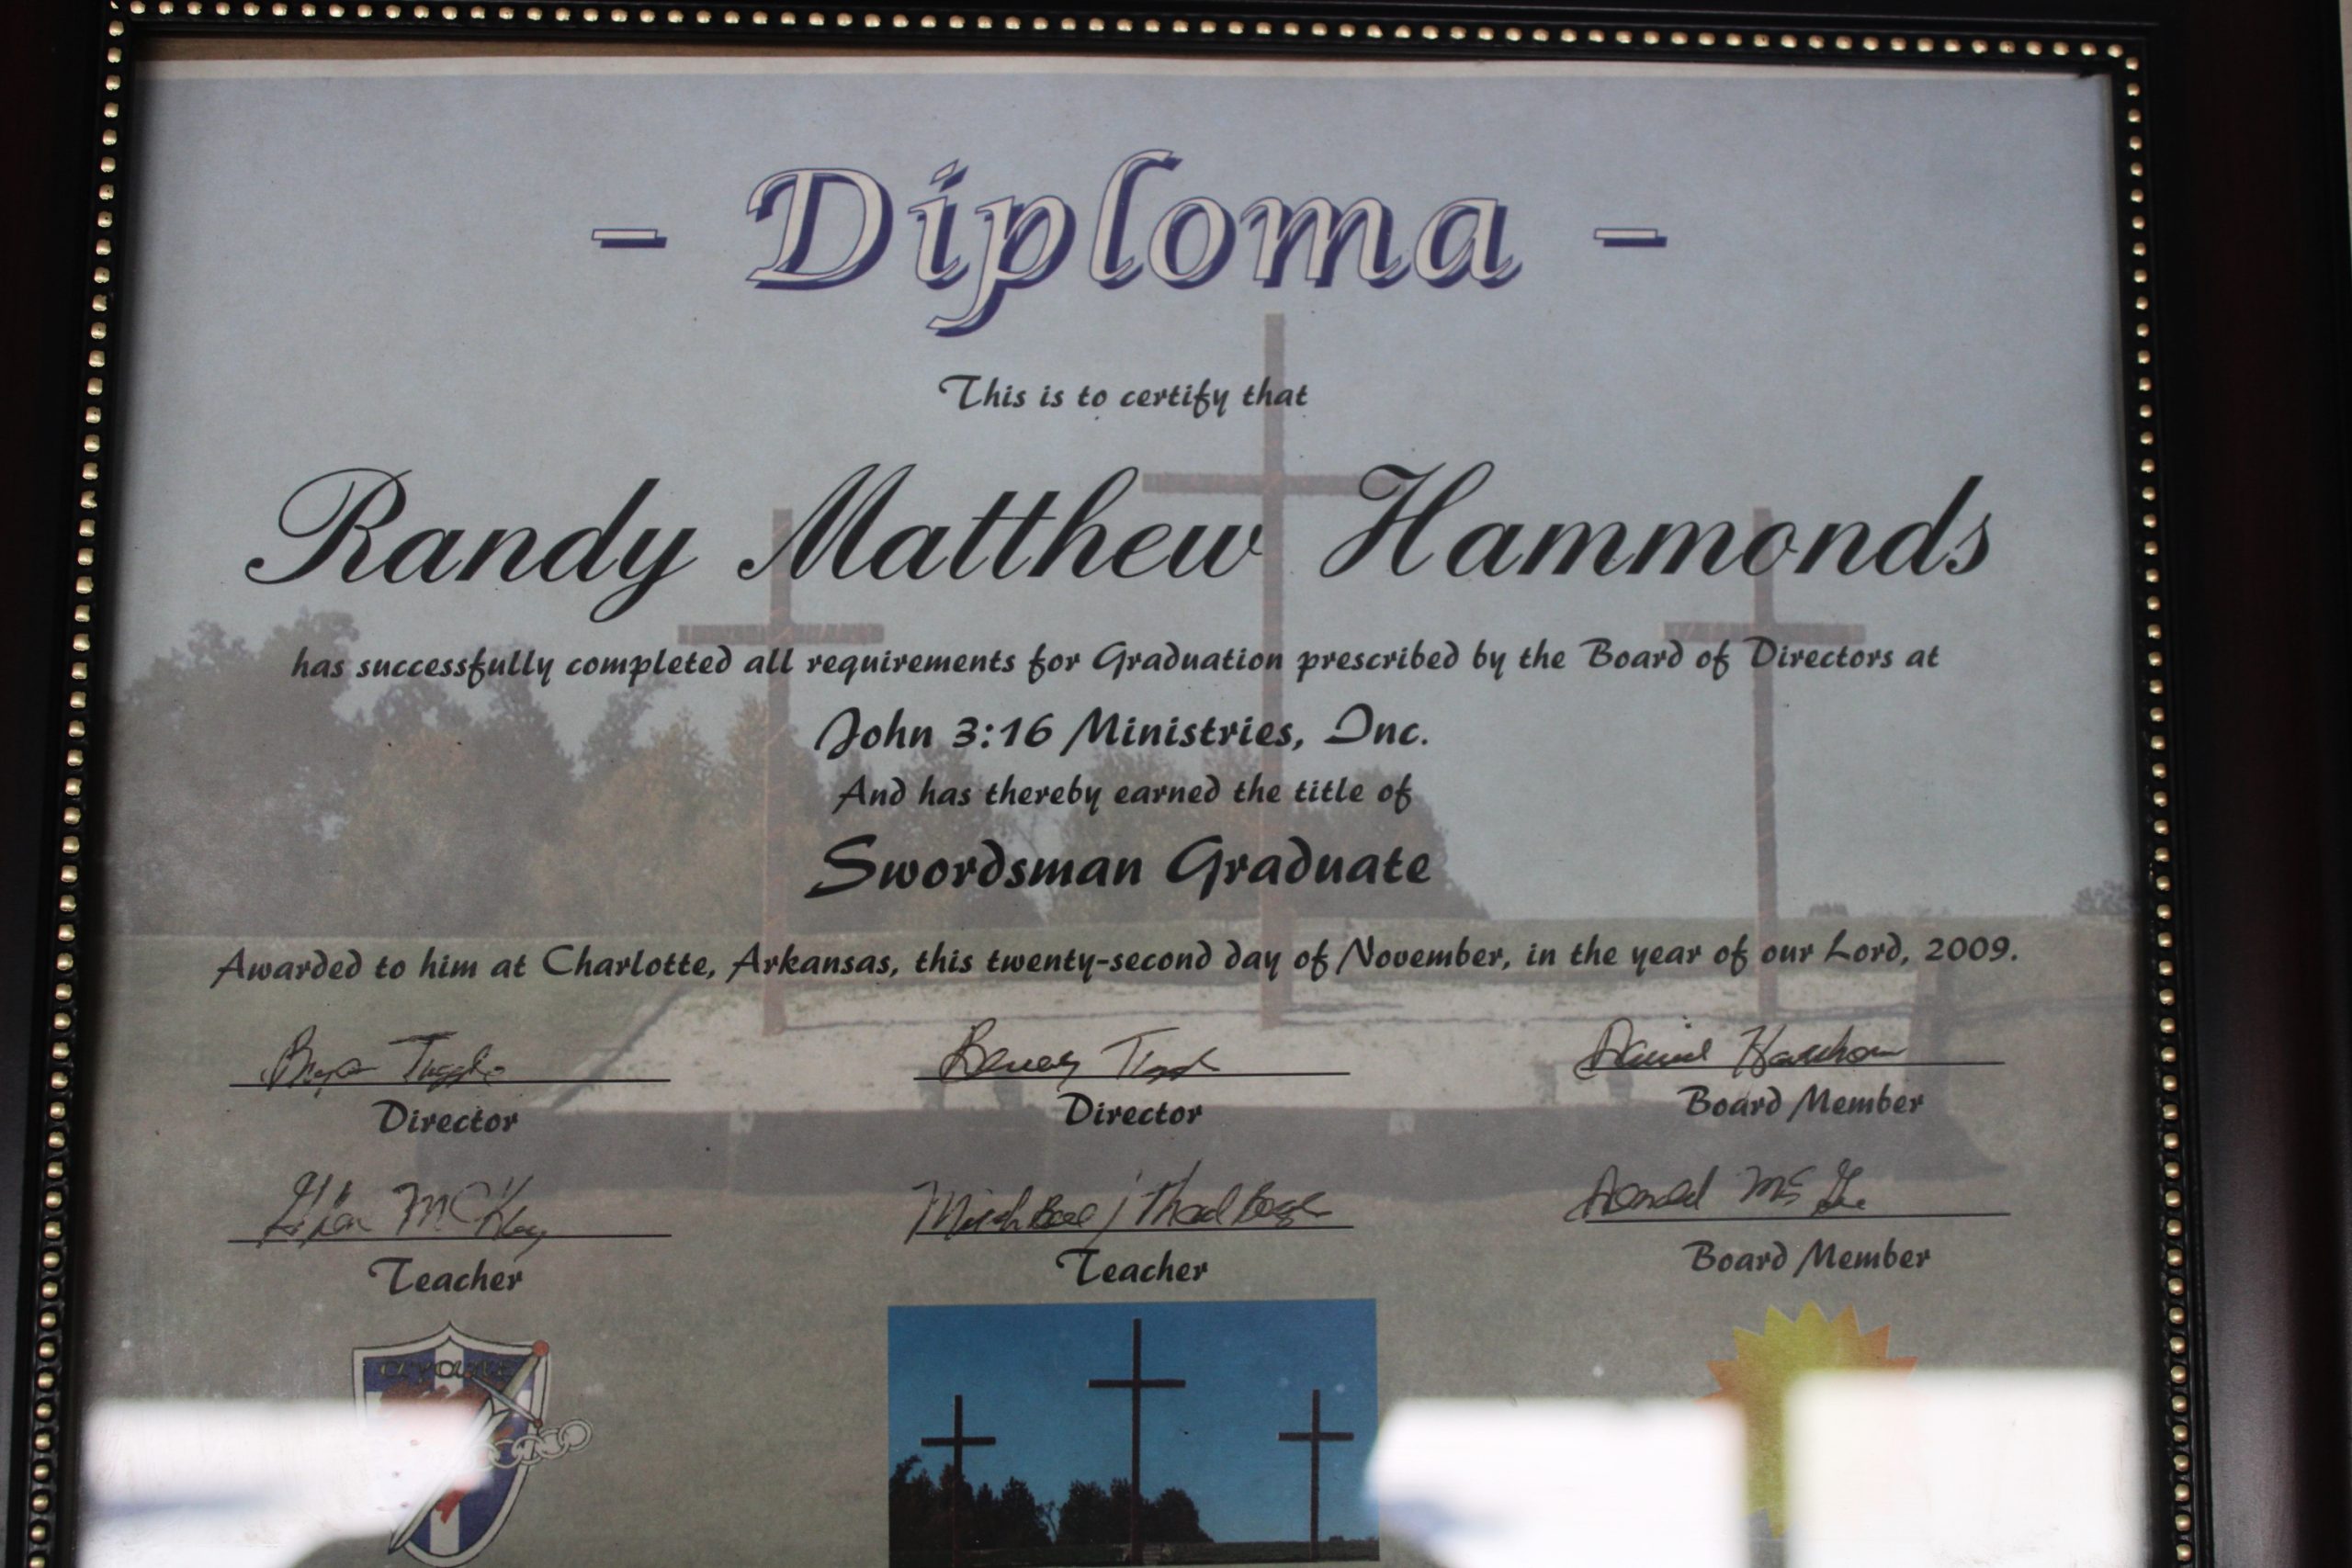 - Diploma -
This is to certify that
Randy Matthew Hammonds
has successfully completed all requirements for Graduation prescribed by the Board of Directors at
John 3:16 Ministries, Inc.
And has thereby earned the title of
Swordsman Graduate
Awarded to him at Charlotte, Arkansas, this twenty-second day of November, in the year of our Lord, 2009.
Director Director Board Member
Teacher Teacher Board Member